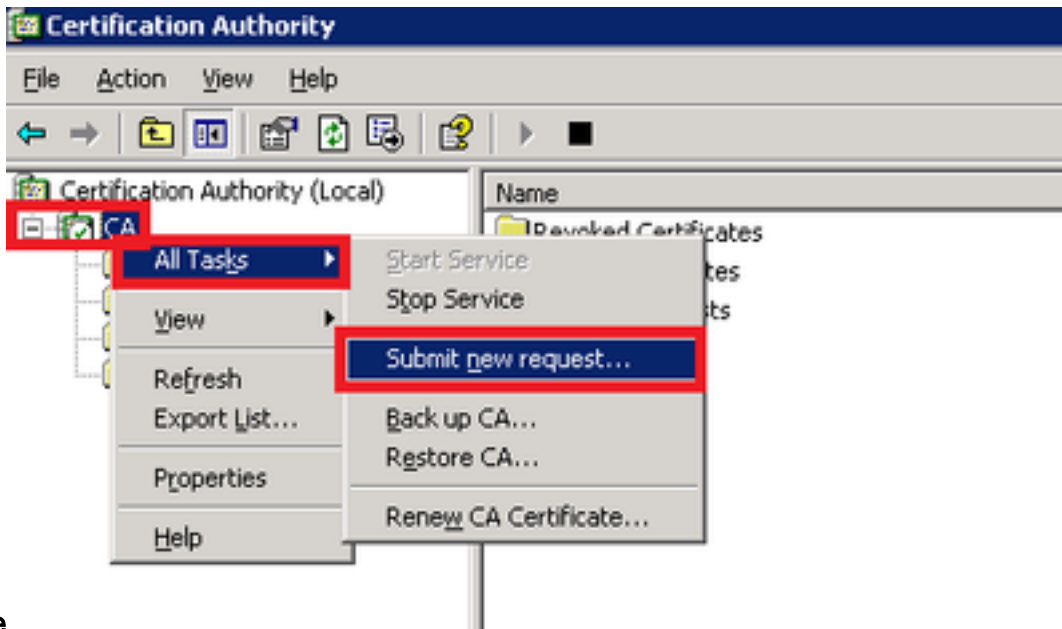 Certification Authority
File Action View Help
Certification Authority (Local)
Name
CA
Revoked Certificates
tes
sts
All Tasks
View
Refresh
Export List...
Properties
Help
Start Service
Stop Service
Submit new request...
Back up CA...
Restore CA...
Renew CA Certificate...
e